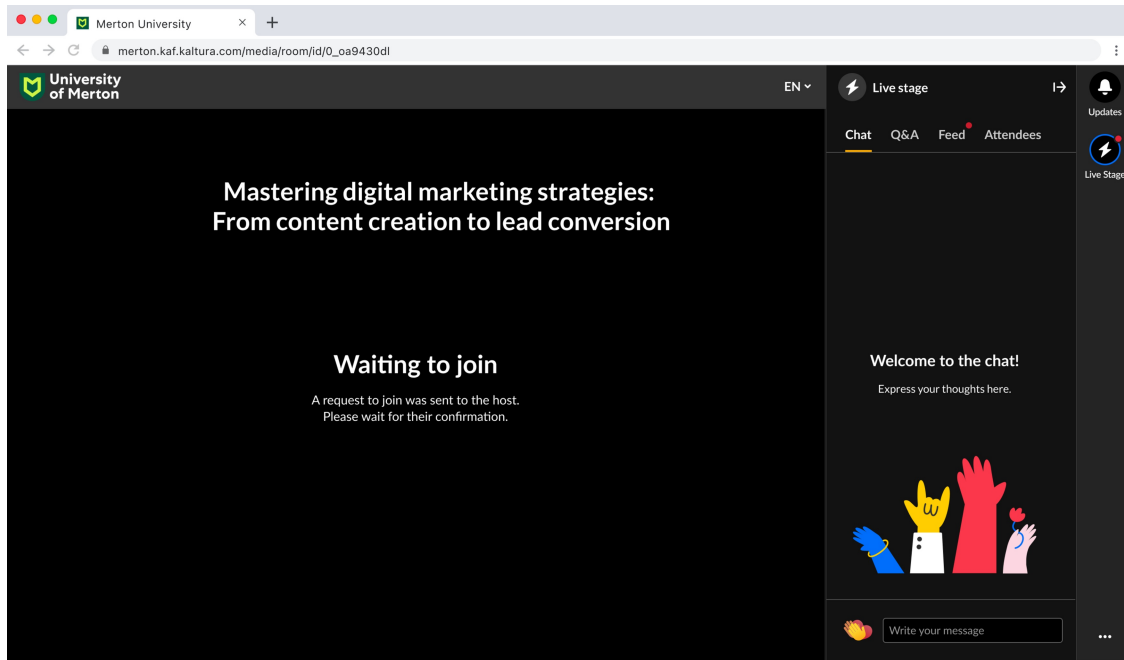 Merton University
merton.kaf.kaltura.com/media/room/id/0_oa9430dl
University
of Merton
EN
Live stage
Updates
Chat Q&A Feed Attendees
Live Stage
Mastering digital marketing strategies:
From content creation to lead conversion
Waiting to join
A request to join was sent to the host.
Please wait for their confirmation.
Welcome to the chat!
Express your thoughts here.
Write your message